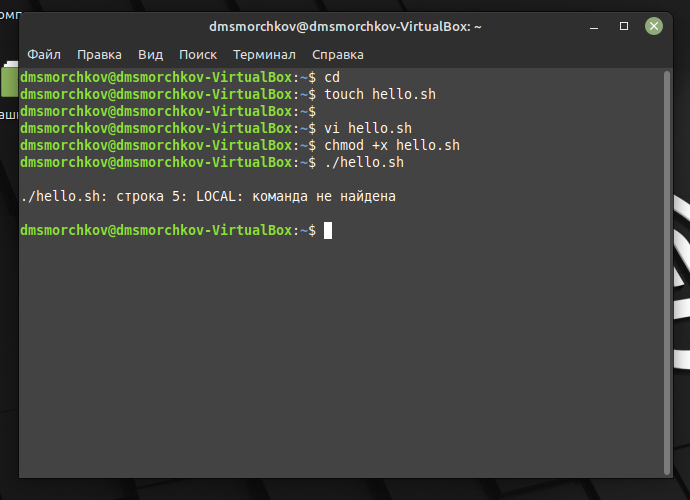 dmsmorchkov@dmsmorchkov-VirtualBox: ~
Файл Правка Вид Поиск Терминал Справка
dmsmorchkov@dmsmorchkov-VirtualBox:~$ cd
dmsmorchkov@dmsmorchkov-VirtualBox:~$ touch hello.sh
dmsmorchkov@dmsmorchkov-VirtualBox:~$
dmsmorchkov@dmsmorchkov-VirtualBox:~$ vi hello.sh
dmsmorchkov@dmsmorchkov-VirtualBox:~$ chmod +x hello.sh
dmsmorchkov@dmsmorchkov-VirtualBox:~$ ./hello.sh
./hello.sh: строка 5: LOCAL: команда не найдена
dmsmorchkov@dmsmorchkov-VirtualBox:~$